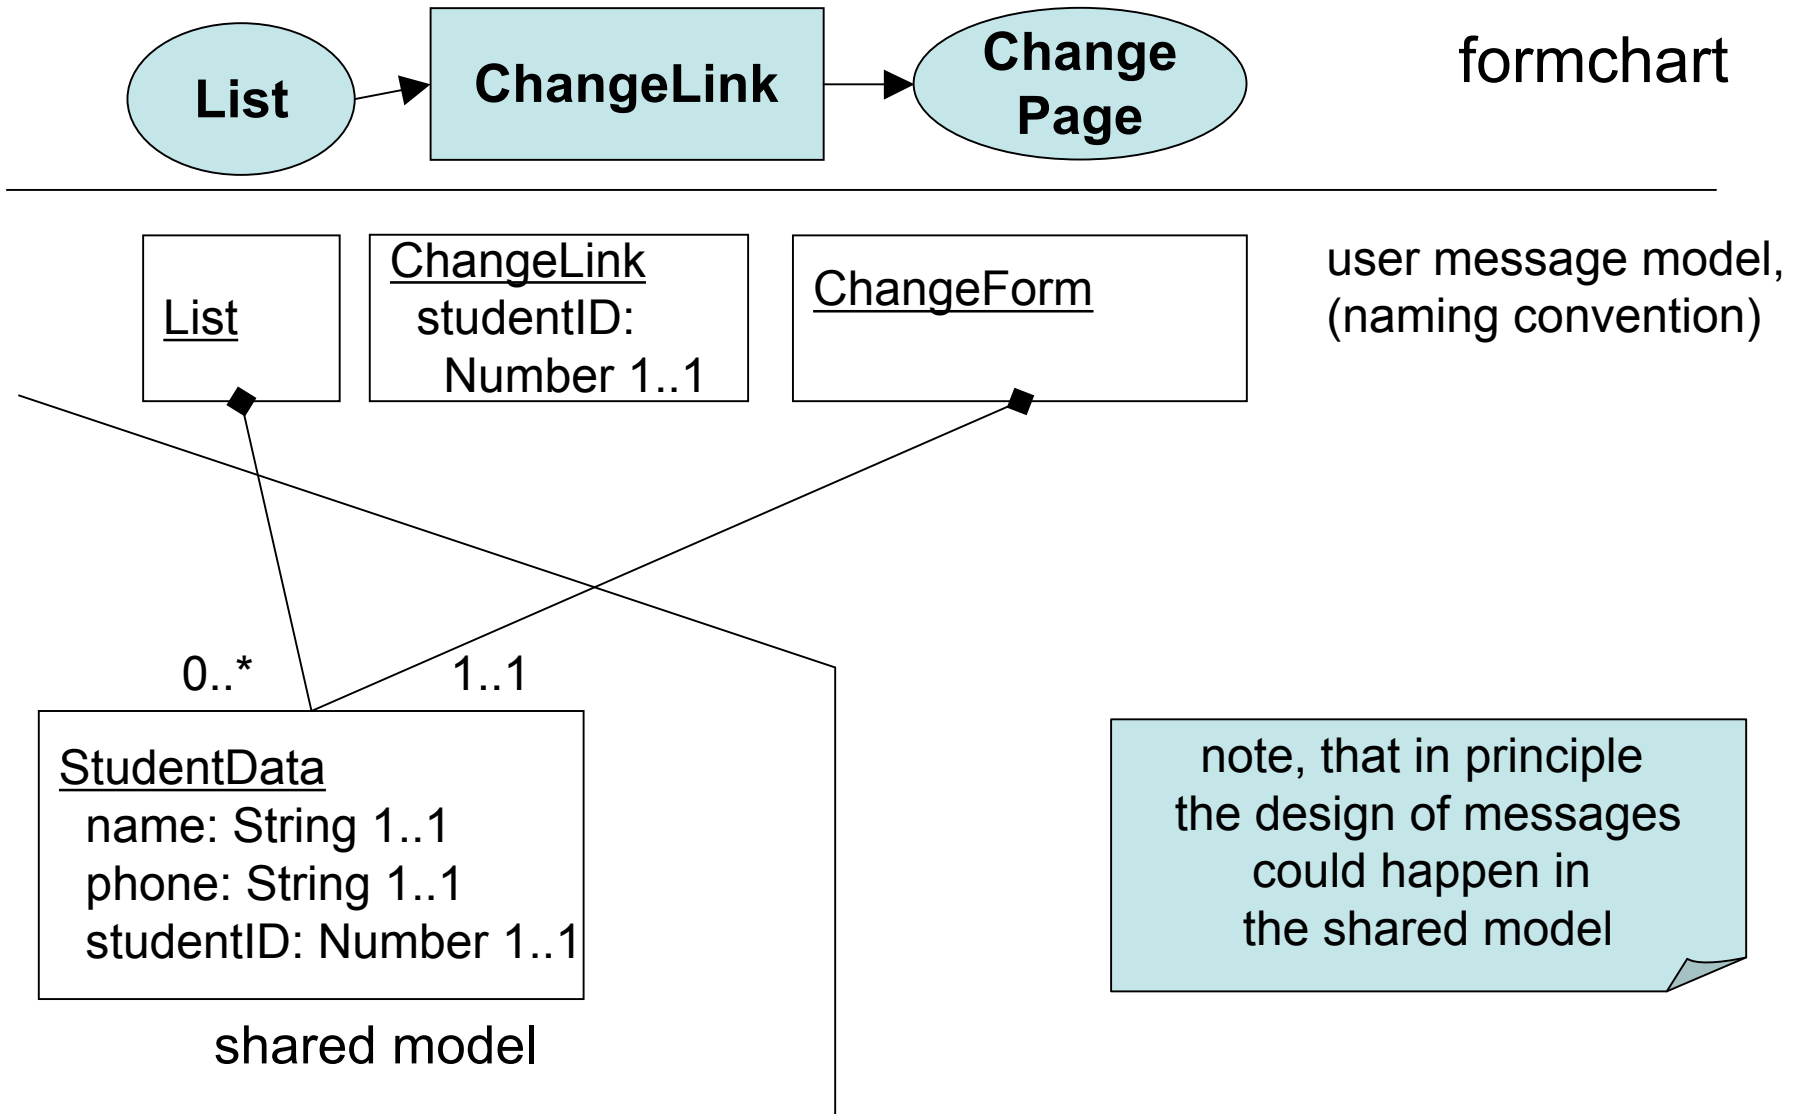 List
ChangeLink
Change
Page
formchart
List
ChangeLink
studentID:
Number 1..1
ChangeForm
user message model,
(naming convention)
0..*
1..1
StudentData
name: String 1..1
phone: String 1..1
studentID: Number 1..1
shared model
note, that in principle
the design of messages
could happen in
the shared model